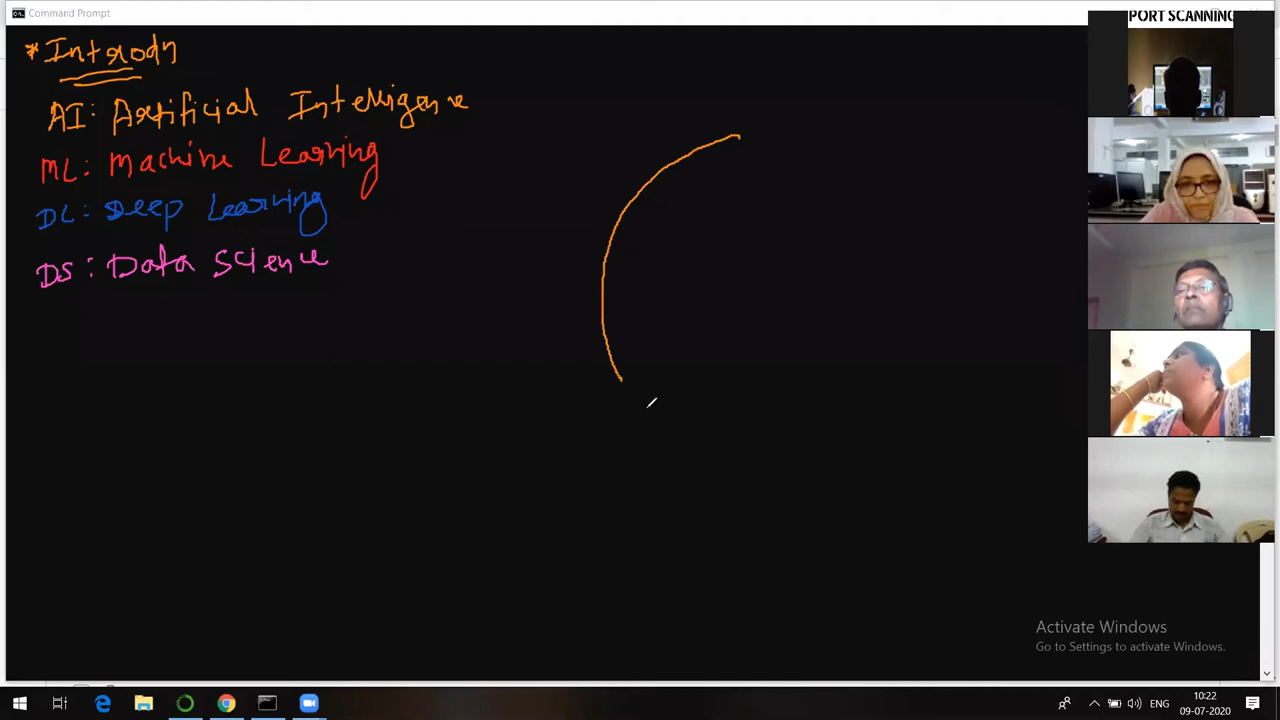 Command Prompt
PORT SCANNING
*Introdn
AI: Artificial Intelligence
ML: Machine Learning
DL: Deep Learning
DS: Data Science
Activate Windows
Go to Settings to activate Windows.
ENG
10:22
09-07-2020